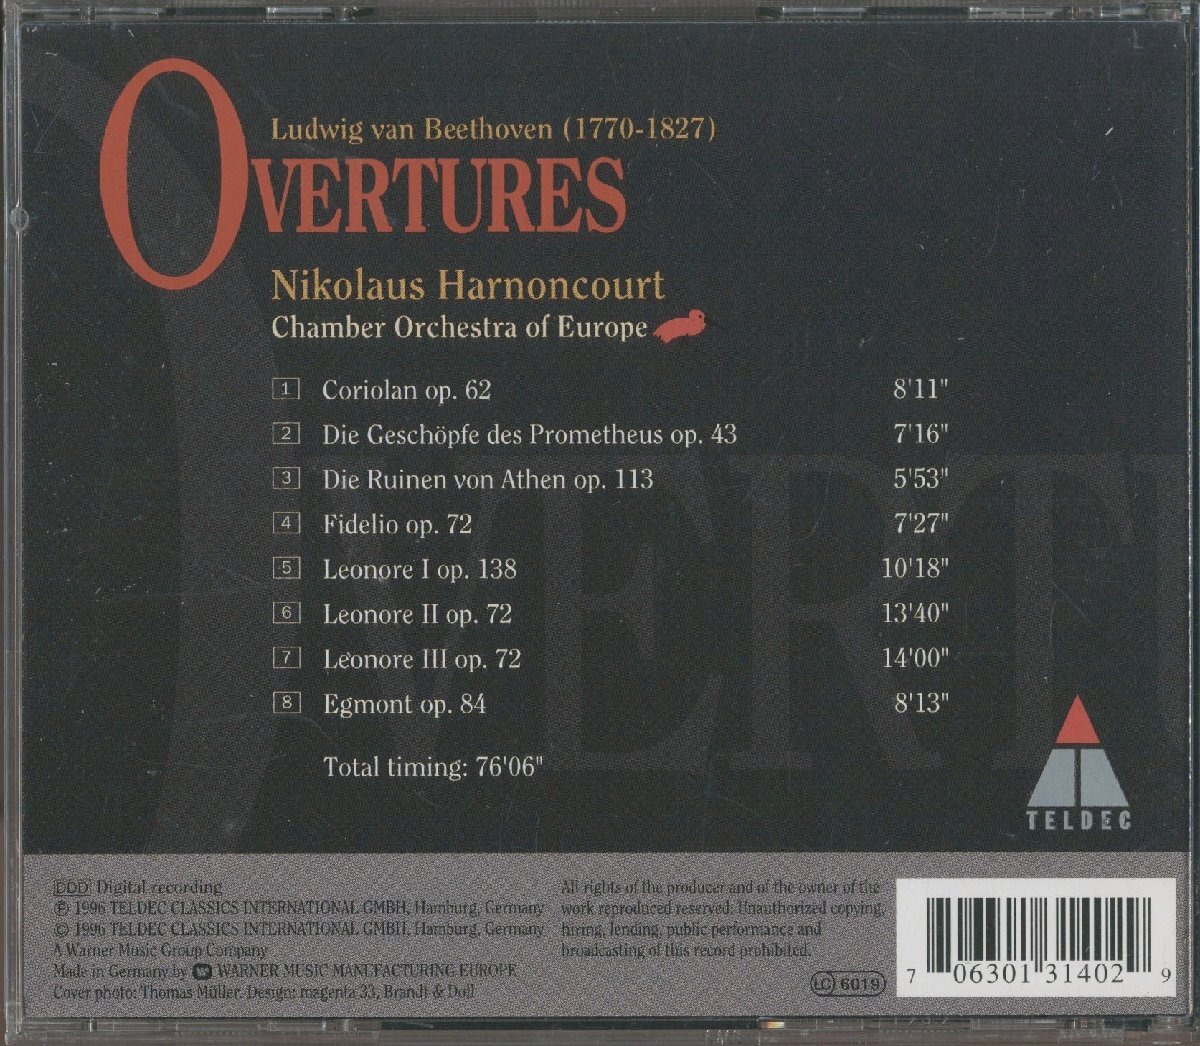 Ludwig van Beethoven (1770-1827)
OVERTURES
Nikolaus Harnoncourt
Chamber Orchestra of Europe
1 Coriolan op. 62 8'11"
2 Die Geschöpfe des Prometheus op. 43 7'16"
3 Die Ruinen von Athen op. 113 5'53"
4 Fidelio op. 72 7'27"
5 Leonore I op. 138 10'18"
6 Leonore II op. 72 13'40"
7 Leonore III op. 72 14'00"
8 Egmont op. 84 8'13"
Total timing: 76'06"
TELDEC
DDD Digital recording
℗ 1996 TELDEC CLASSICS INTERNATIONAL GMBH, Hamburg, Germany
© 1996 TELDEC CLASSICS INTERNATIONAL GMBH, Hamburg, Germany
A Warner Music Group Company
Made in Germany by WARNER MUSIC MANUFACTURING EUROPE
Cover photo: Thomas Müller. Design: magenta 33, Brandt & Doll
All rights of the producer and of the owner of the
work reproduced reserved. Unauthorized copying,
hiring, lending, public performance and
broadcasting of this record prohibited.
LC 6019
7 06301 31402 9